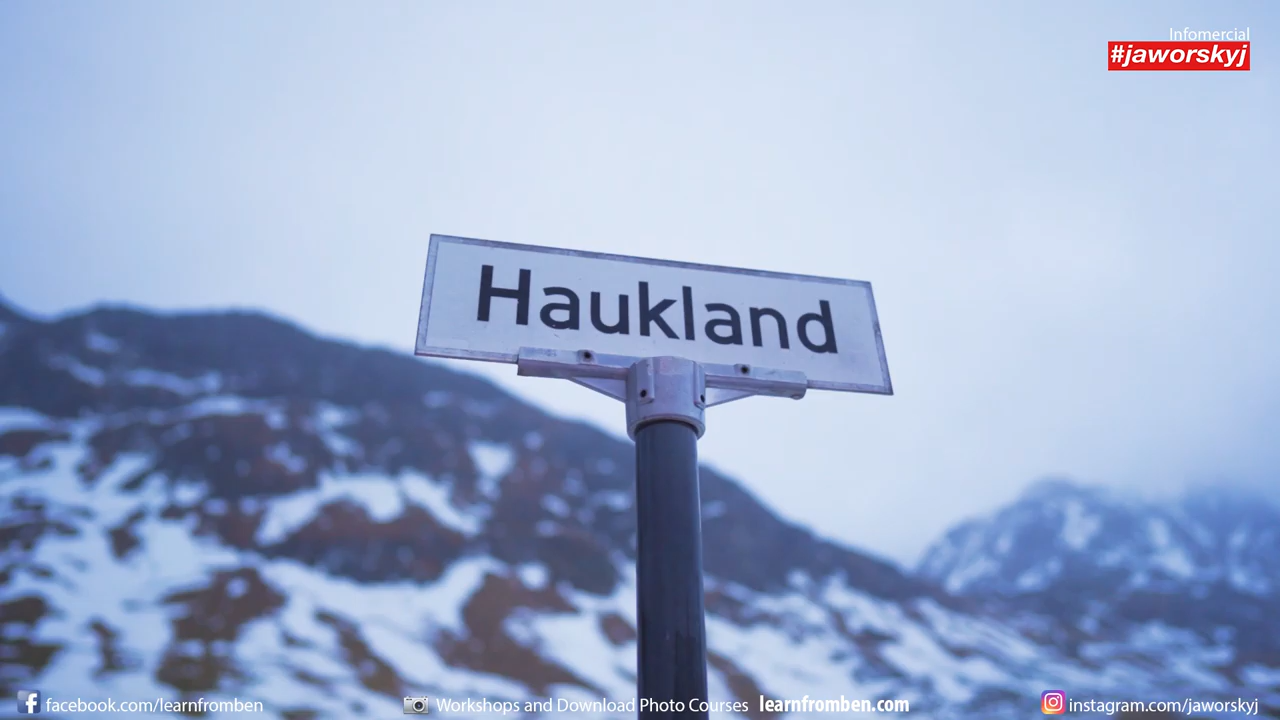 Infomercial
#jaworskyj
Haukland
facebook.com/learnfromben
Workshops and Download Photo Courses learnfromben.com
instagram.com/jaworskyj